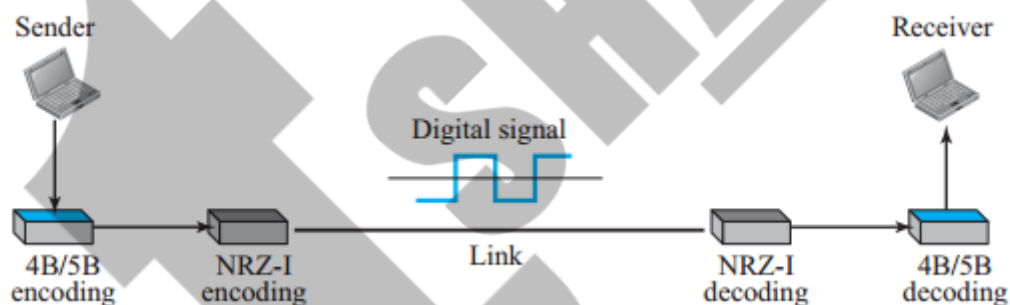 Sender
Receiver
Digital signal
Link
4B/5B
encoding
NRZ-I
encoding
NRZ-I
decoding
4B/5B
decoding